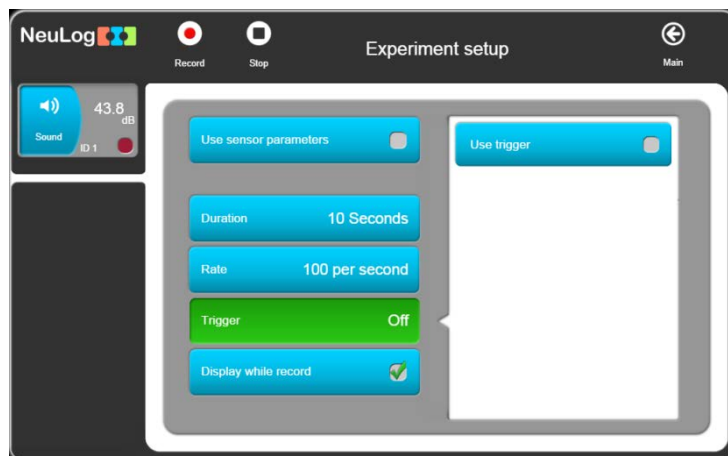 NeuLog
Record
Stop
Experiment setup
Main
43.8
dB
Sound
ID 1
Use sensor parameters
Use trigger
Duration 10 Seconds
Rate 100 per second
Trigger Off
Display while record